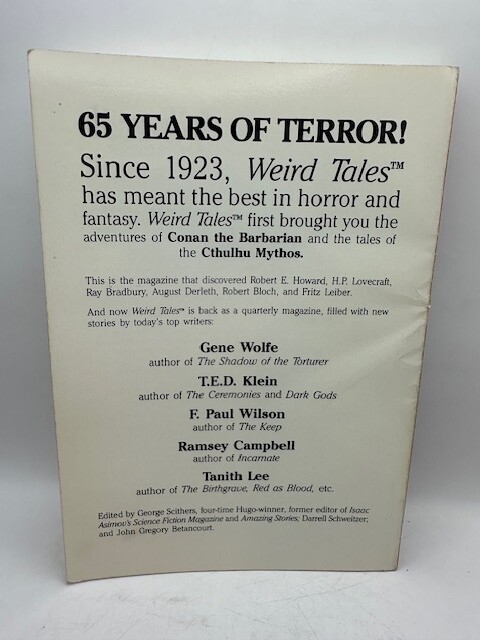 65 YEARS OF TERROR!
Since 1923, Weird Tales™
has meant the best in horror and
fantasy. Weird Tales™ first brought you the
adventures of Conan the Barbarian and the tales of
the Cthulhu Mythos.
This is the magazine that discovered Robert E. Howard, H.P. Lovecraft,
Ray Bradbury, August Derleth, Robert Bloch, and Fritz Leiber.
And now Weird Tales™ is back as a quarterly magazine, filled with new
stories by today's top writers:
Gene Wolfe
author of The Shadow of the Torturer
T.E.D. Klein
author of The Ceremonies and Dark Gods
F. Paul Wilson
author of The Keep
Ramsey Campbell
author of Incarnate
Tanith Lee
author of The Birthgrave, Red as Blood, etc.
Edited by George Scithers, four-time Hugo-winner, former editor of Isaac
Asimov's Science Fiction Magazine and Amazing Stories; Darrell Schweitzer;
and John Gregory Betancourt.